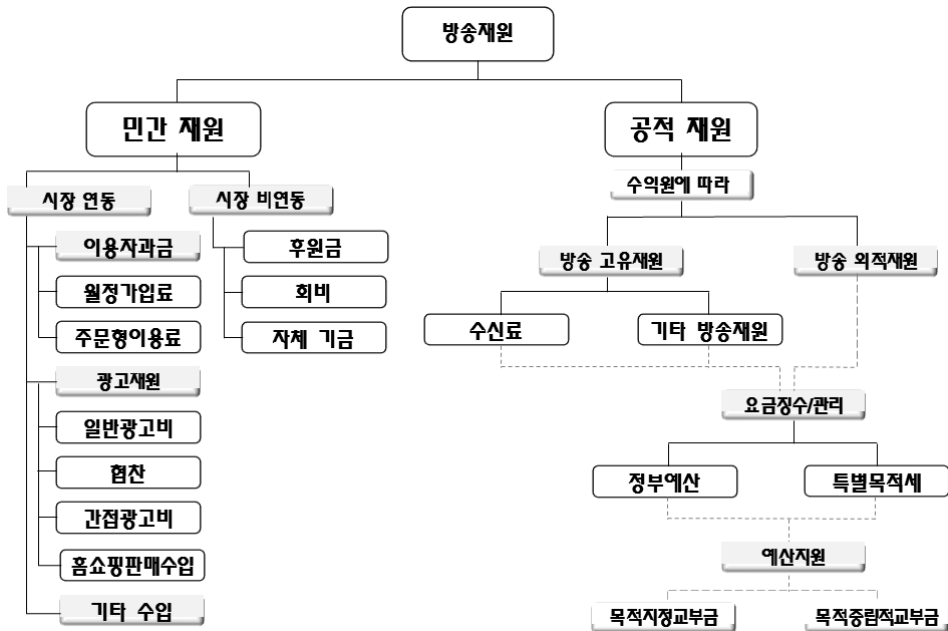 방송재원
민간 재원
공적 재원
시장 연동
시장 비연동
수익원에 따라
이용자과금
후원금
방송 고유재원
방송 외적재원
월정가입료
회비
주문형이용료
자체 기금
수신료
기타 방송재원
광고재원
요금징수/관리
일반광고비
협찬
정부예산
특별목적세
간접광고비
홈쇼핑판매수입
예산지원
기타 수입
목적지정교부금
목적중립적교부금